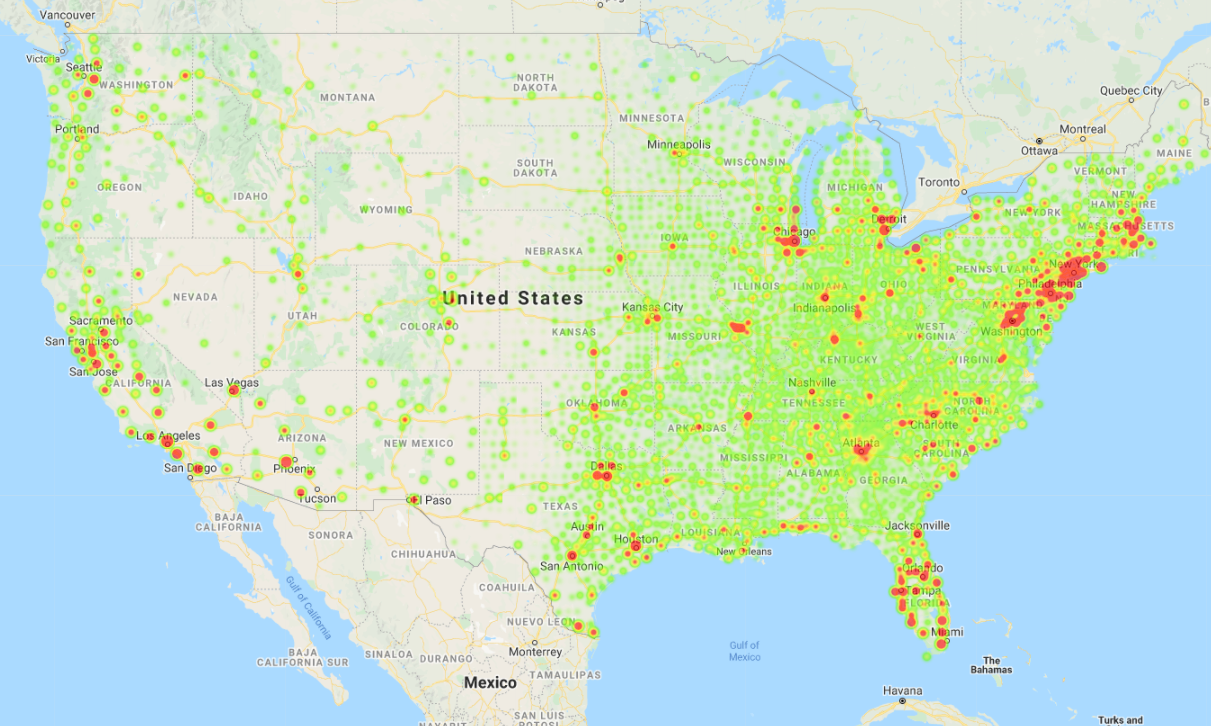 Vancouver
Victoria
Seattle
WASHINGTON
Portland
OREGON
IDAHO
MONTANA
NORTH
DAKOTA
SOUTH
DAKOTA
MINNESOTA
Minneapolis
WISCONSIN
MICHIGAN
Quebec City
Montreal
Ottawa
MAINE
VERMONT
Toronto
NEW
HAMPSHIRE
NEW YORK
MASSACHUSETTS
RI
Detroit
Chicago
WYOMING
IOWA
NEBRASKA
PENNSYLVANIA
New York
Philadelphia
ILLINOIS
INDIANA
OHIO
Indianapolis
MARYLAND
DE
Washington
United States
NEVADA
UTAH
COLORADO
KANSAS
Kansas City
MISSOURI
WEST
VIRGINIA
VIRGINIA
KENTUCKY
Sacramento
San Francisco
San Jose
CALIFORNIA
Las Vegas
Nashville
TENNESSEE
NORTH
CAROLINA
Charlotte
OKLAHOMA
ARKANSAS
Los Angeles
ARIZONA
NEW MEXICO
Atlanta
SOUTH
CAROLINA
San Diego
Phoenix
Dallas
MISSISSIPPI
ALABAMA
GEORGIA
Tucson
El Paso
TEXAS
BAJA
CALIFORNIA
SONORA
CHIHUAHUA
Austin
Houston
LOUISIANA
New Orleans
Jacksonville
San Antonio
Orlando
Tampa
FLORIDA
Miami
COAHUILA
Gulf of California
NUEVO LEON
Monterrey
Gulf of
Mexico
The
Bahamas
BAJA
CALIFORNIA SUR
SINALOA
DURANGO
Mexico
TAMAULIPAS
Havana
SAN LUIS
POTOSI
Turks and